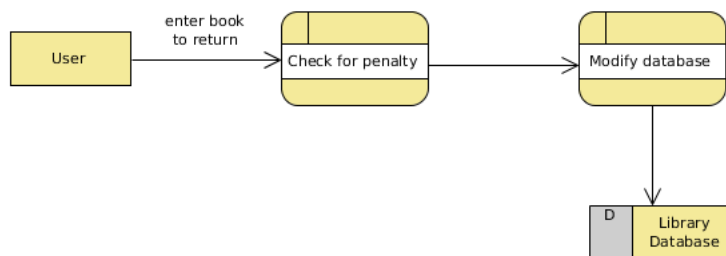 enter book
to return
User
Check for penalty
Modify database
D
Library
Database